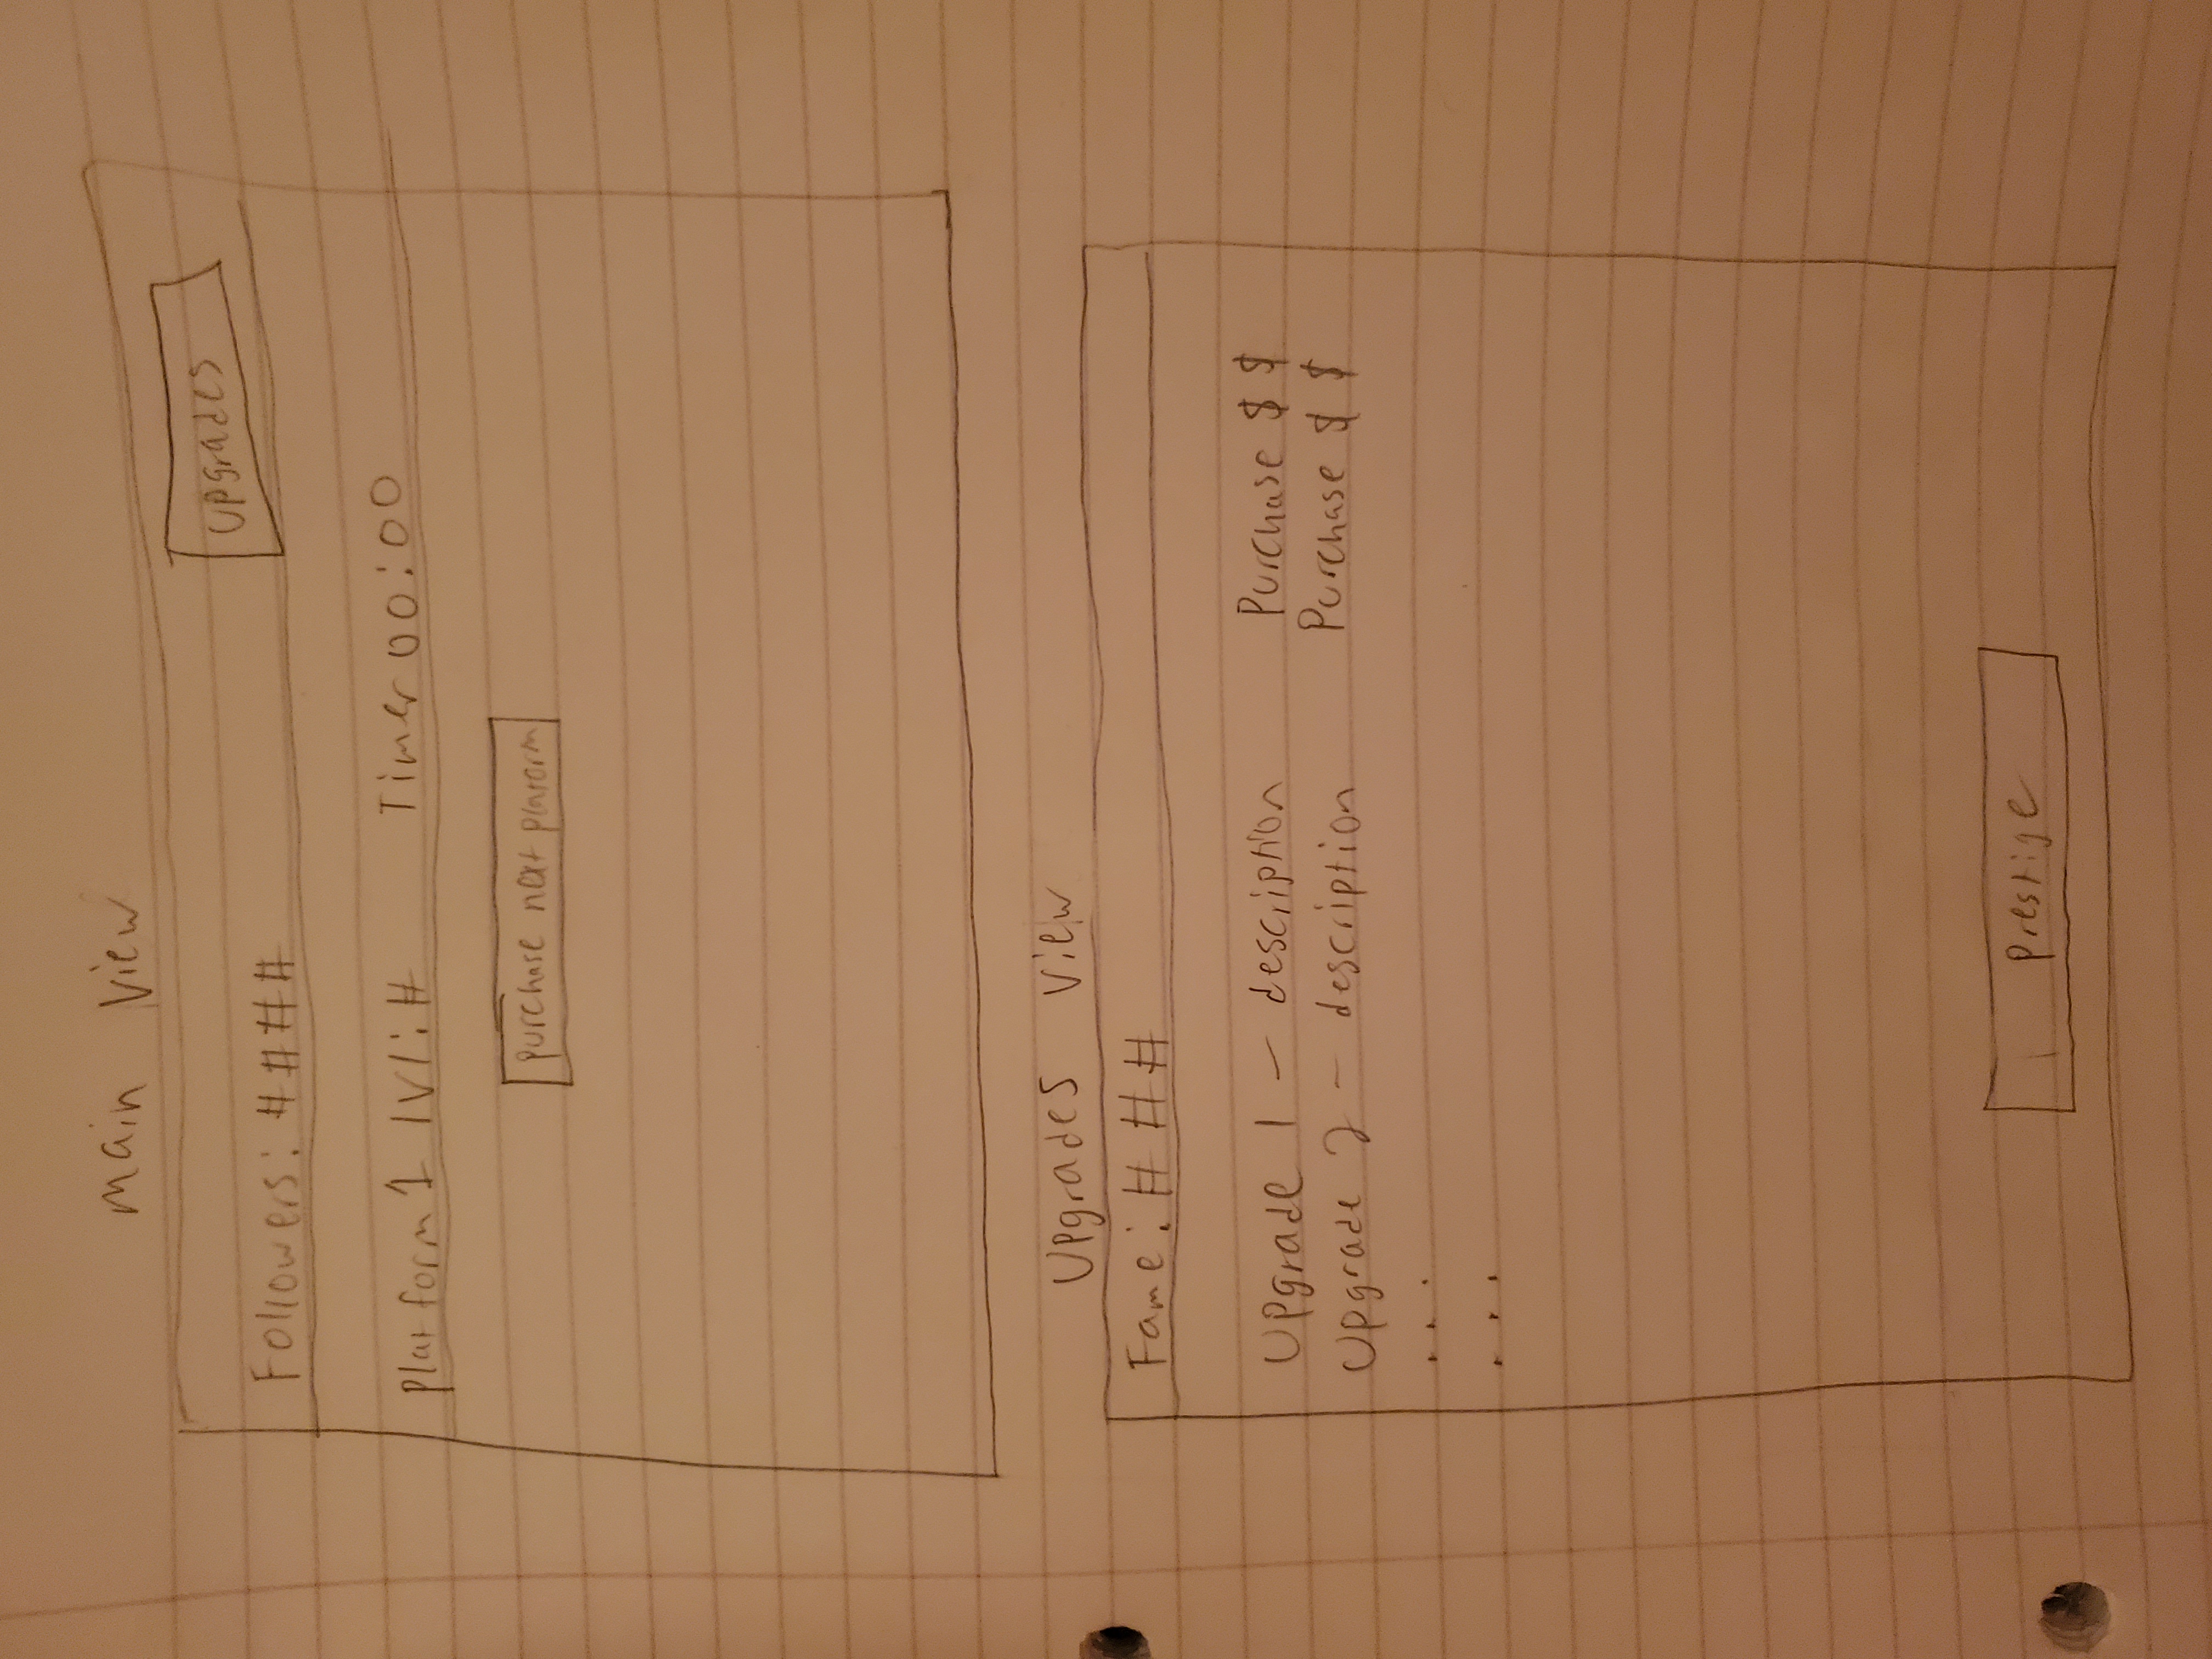 Main View
Upgrades
Followers: ####
Platform 1 lvl: # Timer 00:00
purchase next platorm
Upgrades View
Fame: ###
Upgrade 1 - description Purchase $$
Upgrade 2 - description Purchase $$
...
...
Prestige